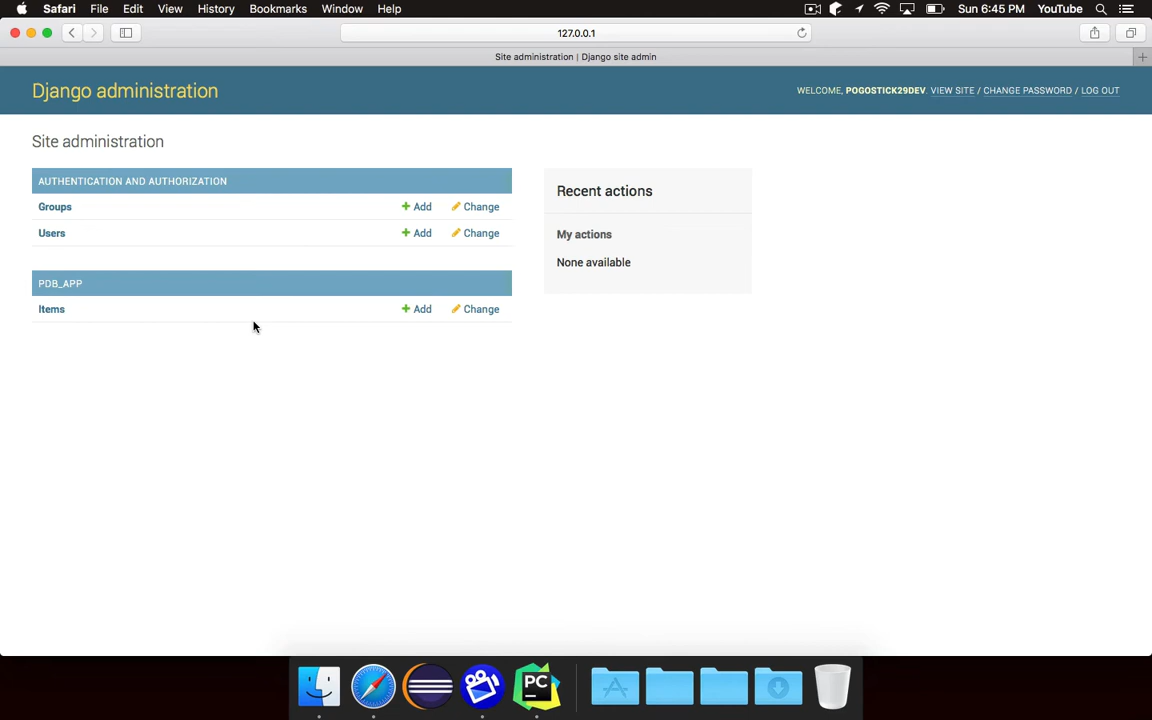 Safari File Edit View History Bookmarks Window Help Sun 6:45 PM YouTube
127.0.0.1
Site administration | Django site admin
Django administration
WELCOME, POGOSTICK29DEV. VIEW SITE / CHANGE PASSWORD / LOG OUT
Site administration
AUTHENTICATION AND AUTHORIZATION
Groups Add Change
Users Add Change
PDB_APP
Items Add Change
Recent actions
My actions
None available
PC